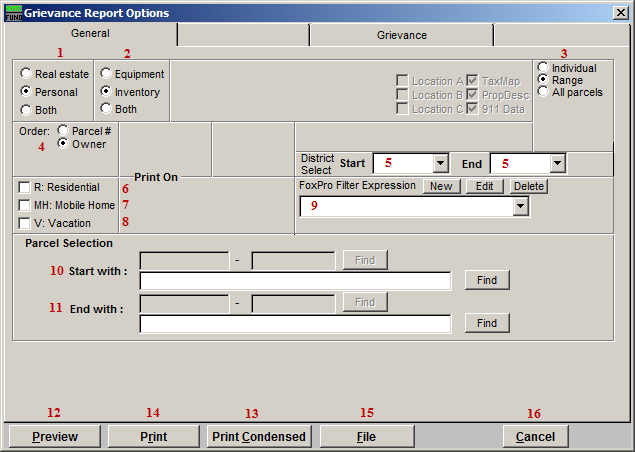 FUND Grievance Report Options
General Grievance
1 2 3
Real estate Equipment Location A TaxMap Individual
Personal Inventory Location B PropDesc Range
Both Both Location C 911 Data All parcels
Order: Parcel #
4 Owner
District Select Start 5 End 5
Print On
R: Residential 6
MH: Mobile Home 7
V: Vacation 8
FoxPro Filter Expression New Edit Delete
9
Parcel Selection
10 Start with : - Find
Find
11 End with : - Find
Find
12 14 13 15 16
Preview Print Print Condensed File Cancel